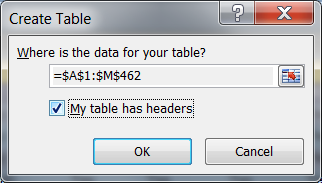 Create Table
Where is the data for your table?
=$A$1:$M$462
My table has headers
OK Cancel